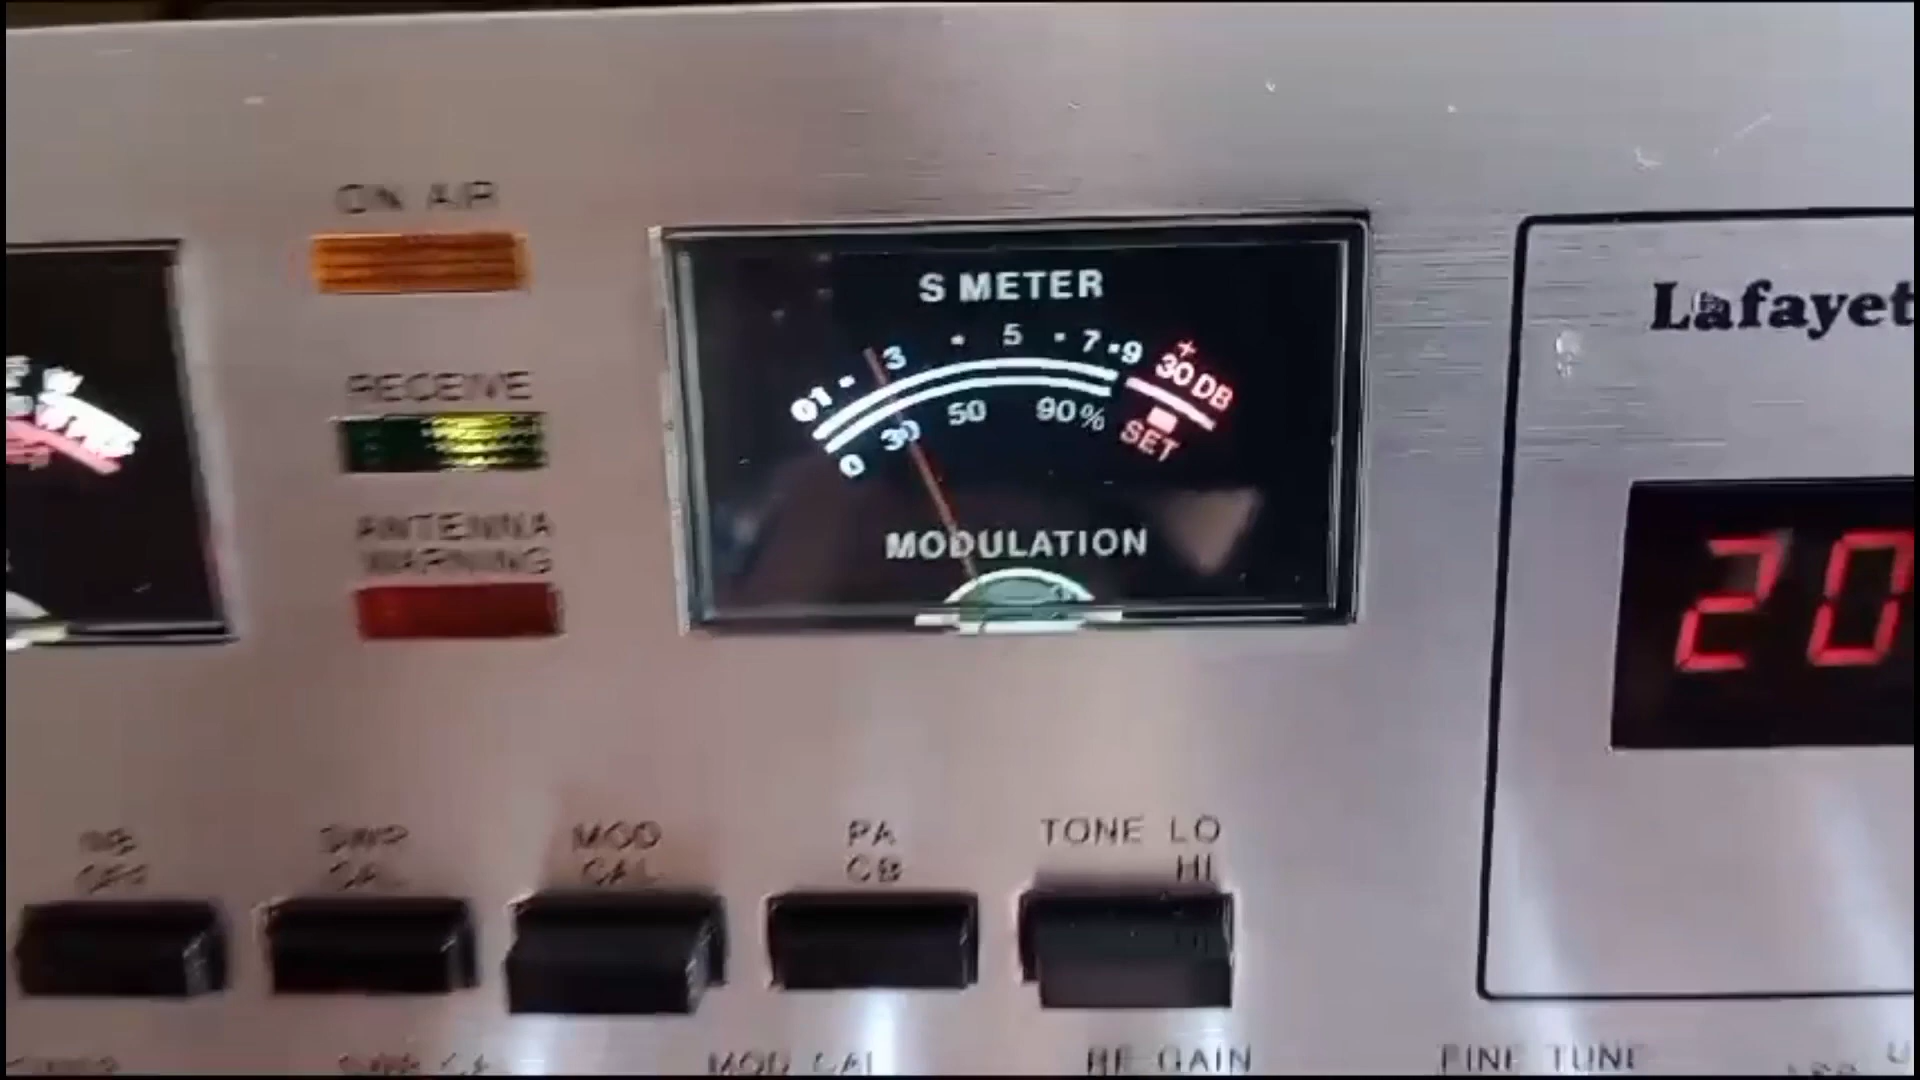 ON AIR
RECEIVE
ANTENNA
WARNING
S METER
01 - 3 • 5 • 7 • 9 + 30 DB
0 30 50 90% SET
MODULATION
Lafayet
20
MOD
CAL
PA
CB
TONE LO
HI
MOD CAL
RF GAIN
FINE TUNE